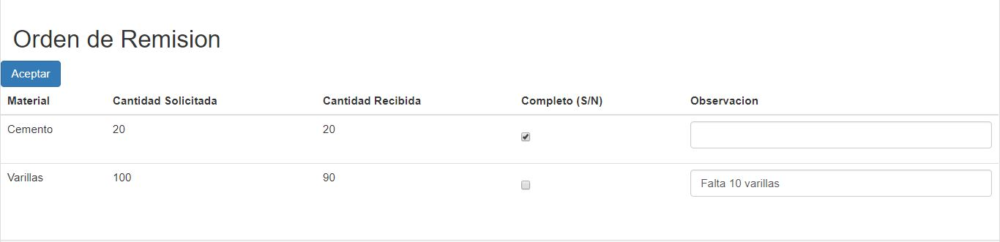 Orden de Remision
Aceptar
Material Cantidad Solicitada Cantidad Recibida Completo (S/N) Observacion
Cemento 20 20
Varillas 100 90 Falta 10 varillas